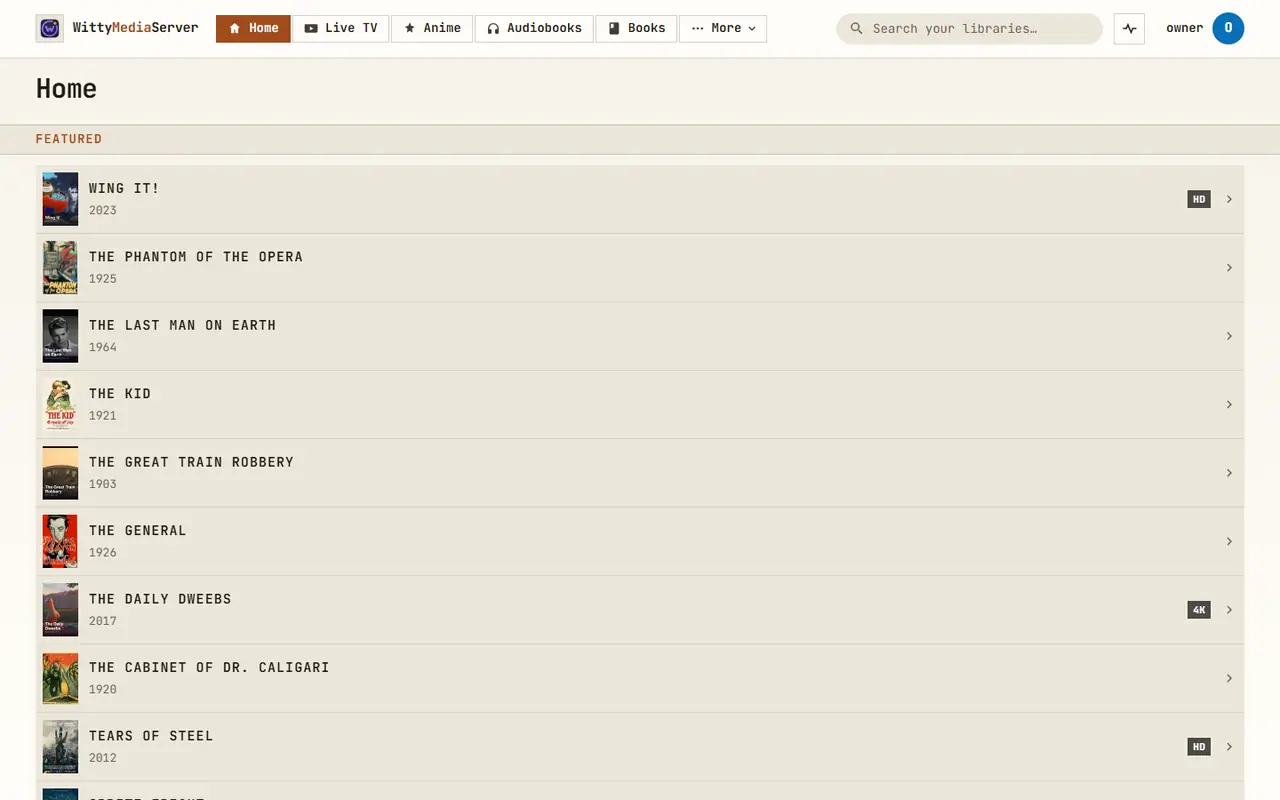 WittyMediaServer
Home
Live TV
Anime
Audiobooks
Books
More
Search your libraries…
owner
O
Home
FEATURED
WING IT!
2023
HD
THE PHANTOM OF THE OPERA
1925
THE LAST MAN ON EARTH
1964
THE KID
1921
THE GREAT TRAIN ROBBERY
1903
THE GENERAL
1926
THE DAILY DWEEBS
2017
4K
THE CABINET OF DR. CALIGARI
1920
TEARS OF STEEL
2012
HD